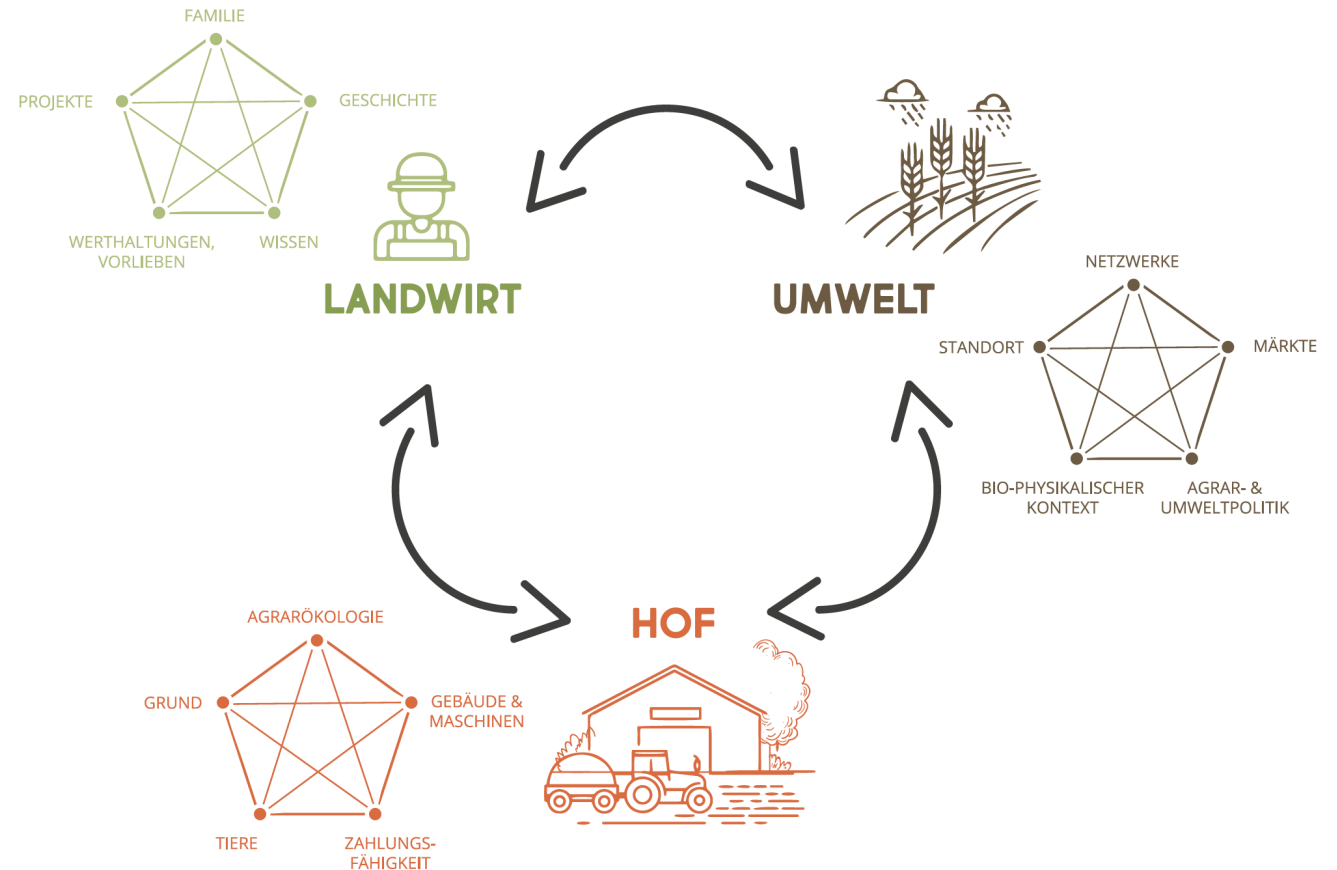 FAMILIE
PROJEKTE
GESCHICHTE
WERTHALTUNGEN,
VORLIEBEN
WISSEN
LANDWIRT
UMWELT
NETZWERKE
STANDORT
MÄRKTE
BIO-PHYSIKALISCHER
KONTEXT
AGRAR- &
UMWELTPOLITIK
HOF
AGRARÖKOLOGIE
GRUND
GEBÄUDE &
MASCHINEN
TIERE
ZAHLUNGS-
FÄHIGKEIT